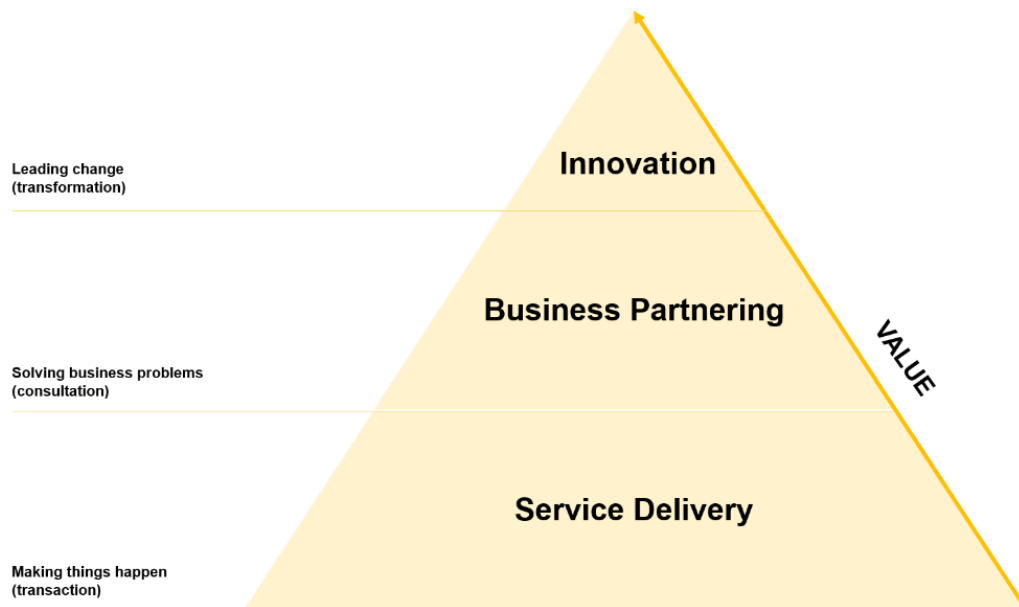 Leading change
(transformation)
Innovation
Business Partnering
VALUE
Solving business problems
(consultation)
Service Delivery
Making things happen
(transaction)